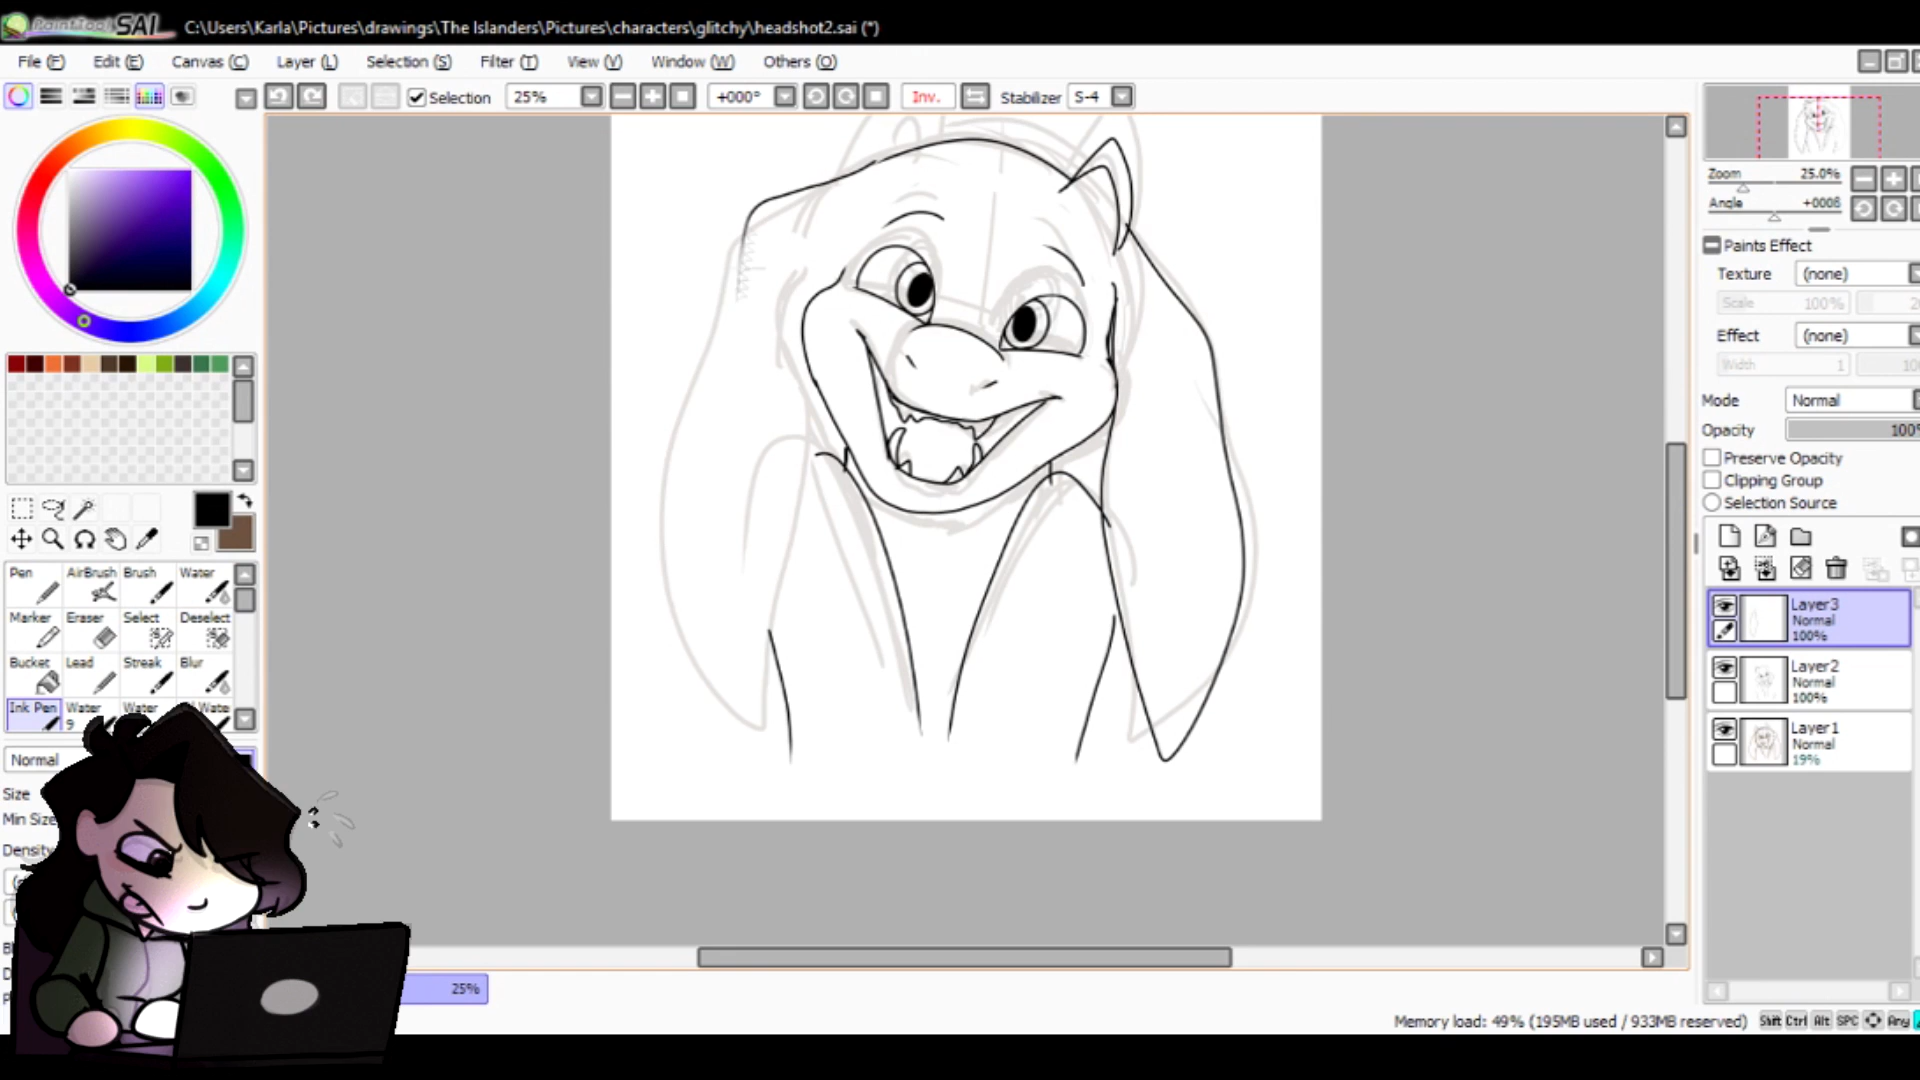 PaintTool SAI C:\Users\Karla\Pictures\drawings\The Islanders\Pictures\characters\glitchy\headshot2.sai (*)
File (F) Edit (E) Canvas (C) Layer (L) Selection (S) Filter (T) View (V) Window (W) Others (O)
Selection 25% +000° Inv. Stabilizer S-4
Zoom 25.0%
Angle
Paints Effect
Texture (none)
Scale 100%
Effect (none)
Width 1
Mode Normal
Opacity 100%
Preserve Opacity
Clipping Group
Selection Source
Pen AirBrush Brush Water
Marker Eraser Select Deselect
Bucket Lead Streak Blur
Ink Pen Water Water Wate
9
Normal
Size
Min Size
Density
Layer3
Normal
100%
Layer2
Normal
100%
Layer1
Normal
19%
25%
Memory load: 49% (195MB used / 933MB reserved) Shift Ctrl Alt SPC Any